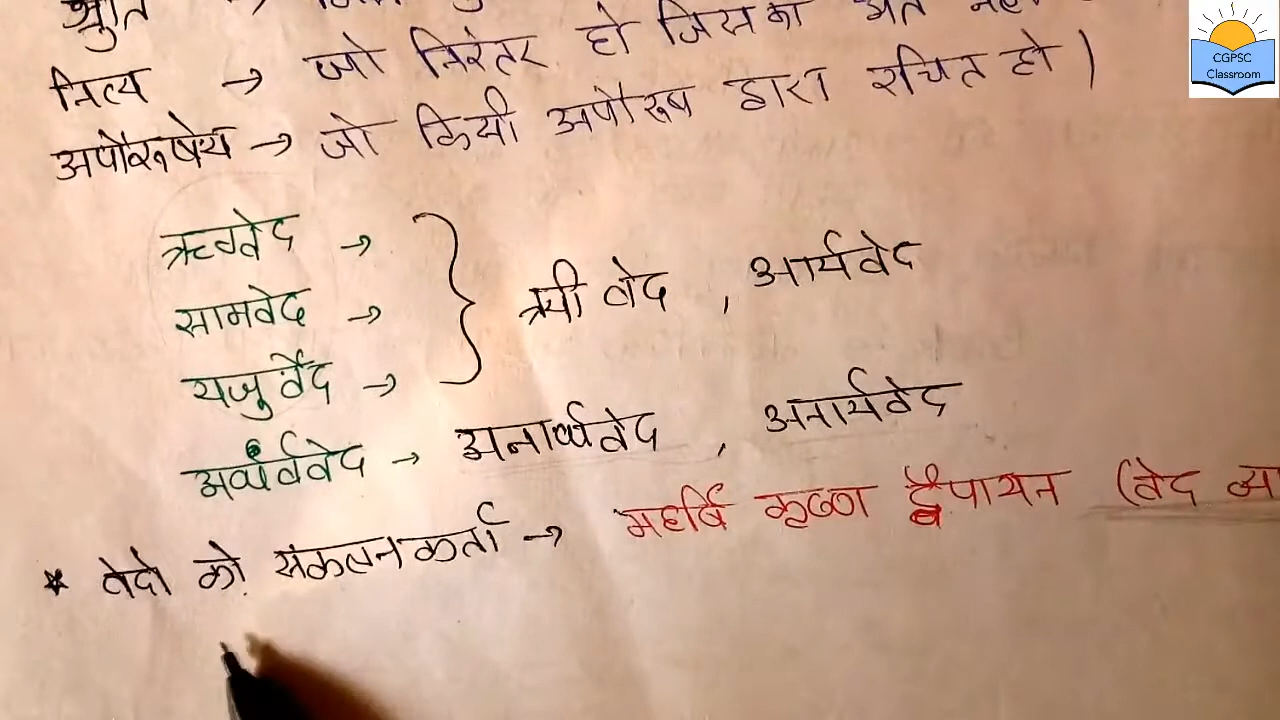 श्रुति →
नित्य → जो निरंतर हो जिसका अंत नही
अपौरूषेय → जो किसी अपौरूष द्वारा रचित हो )
ऋग्वेद →
सामवेद →
यजुर्वेद →
त्रयी वेद , आर्यवेद
अथर्ववेद → अनार्थवेद , अनार्यवेद
* वेदो को संकलनकर्ता → महर्षि कृष्ण द्वैपायन (वेद व्या
CGPSC
Classroom